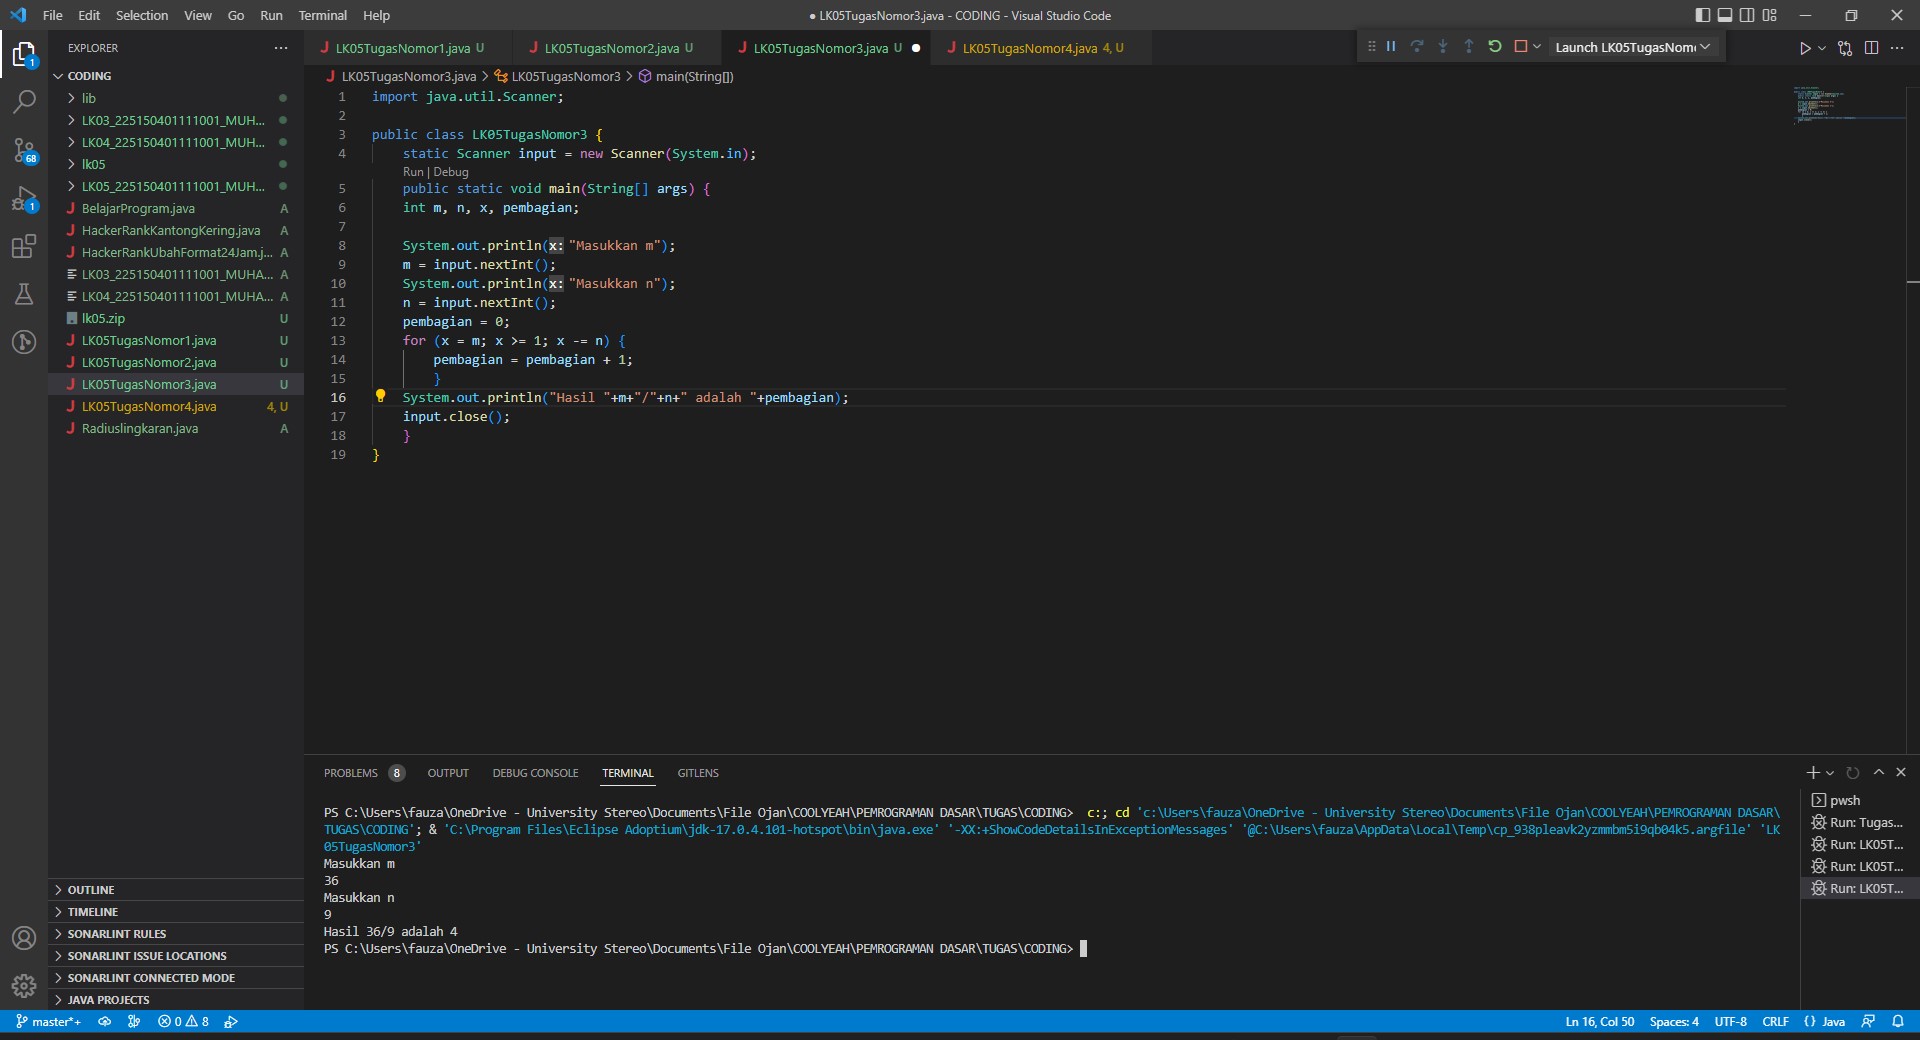 File Edit Selection View Go Run Terminal Help
● LK05TugasNomor3.java - CODING - Visual Studio Code
EXPLORER
CODING
lib
LK03_225150401111001_MUH...
LK04_225150401111001_MUH...
lk05
LK05_225150401111001_MUH...
BelajarProgram.java A
HackerRankKantongKering.java A
HackerRankUbahFormat24Jam.j... A
LK03_225150401111001_MUHA... A
LK04_225150401111001_MUHA... A
lk05.zip U
LK05TugasNomor1.java U
LK05TugasNomor2.java U
LK05TugasNomor3.java U
LK05TugasNomor4.java 4, U
Radiuslingkaran.java A
OUTLINE
TIMELINE
SONARLINT RULES
SONARLINT ISSUE LOCATIONS
SONARLINT CONNECTED MODE
JAVA PROJECTS
1
68
1
LK05TugasNomor1.java U LK05TugasNomor2.java U LK05TugasNomor3.java U LK05TugasNomor4.java 4, U
Launch LK05TugasNom
LK05TugasNomor3.java > LK05TugasNomor3 > main(String[])
1 import java.util.Scanner;
2
3 public class LK05TugasNomor3 {
4 static Scanner input = new Scanner(System.in);
Run | Debug
5 public static void main(String[] args) {
6 int m, n, x, pembagian;
7
8 System.out.println(x: "Masukkan m");
9 m = input.nextInt();
10 System.out.println(x: "Masukkan n");
11 n = input.nextInt();
12 pembagian = 0;
13 for (x = m; x >= 1; x -= n) {
14 pembagian = pembagian + 1;
15 }
16 System.out.println("Hasil "+m+"/"+n+" adalah "+pembagian);
17 input.close();
18 }
19 }
PROBLEMS 8 OUTPUT DEBUG CONSOLE TERMINAL GITLENS
PS C:\Users\fauza\OneDrive - University Stereo\Documents\File Ojan\COOLYEAH\PEMROGRAMAN DASAR\TUGAS\CODING> c:; cd 'c:\Users\fauza\OneDrive - University Stereo\Documents\File Ojan\COOLYEAH\PEMROGRAMAN DASAR\
TUGAS\CODING'; & 'C:\Program Files\Eclipse Adoptium\jdk-17.0.4.101-hotspot\bin\java.exe' '-XX:+ShowCodeDetailsInExceptionMessages' '@C:\Users\fauza\AppData\Local\Temp\cp_938pleavk2yzmmbm5i9qb04k5.argfile' 'LK
05TugasNomor3'
Masukkan m
36
Masukkan n
9
Hasil 36/9 adalah 4
PS C:\Users\fauza\OneDrive - University Stereo\Documents\File Ojan\COOLYEAH\PEMROGRAMAN DASAR\TUGAS\CODING>
pwsh
Run: Tugas...
Run: LK05T...
Run: LK05T...
Run: LK05T...
master*+ 0 8
Ln 16, Col 50 Spaces: 4 UTF-8 CRLF {} Java